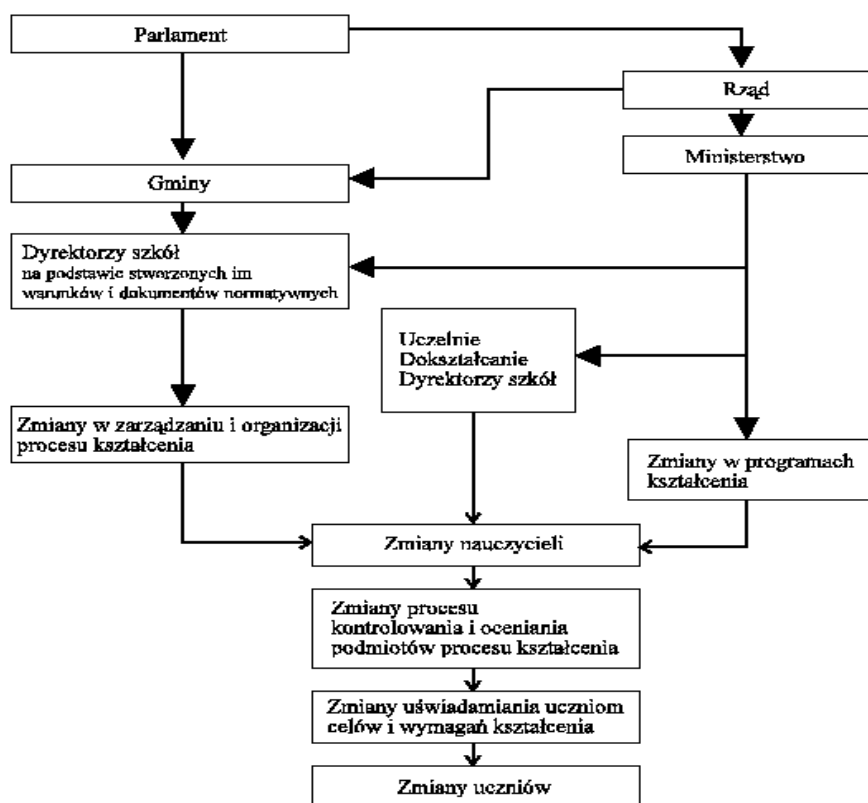 Parlament
Rząd
Ministerstwo
Gminy
Dyrektorzy szkół
na podstawie stworzonych im
warunków i dokumentów normatywnych
Uczelnie
Dokształcanie
Dyrektorzy szkół
Zmiany w zarządzaniu i organizacji
procesu kształcenia
Zmiany w programach
kształcenia
Zmiany nauczycieli
Zmiany procesu
kontrolowania i oceniania
podmiotów procesu kształcenia
Zmiany uświadamiania uczniom
celów i wymagań kształcenia
Zmiany uczniów